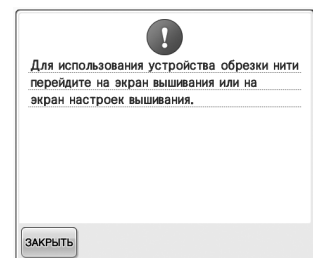 Для использования устройства обрезки нити
перейдите на экран вышивания или на
экран настроек вышивания.
ЗАКРЫТЬ